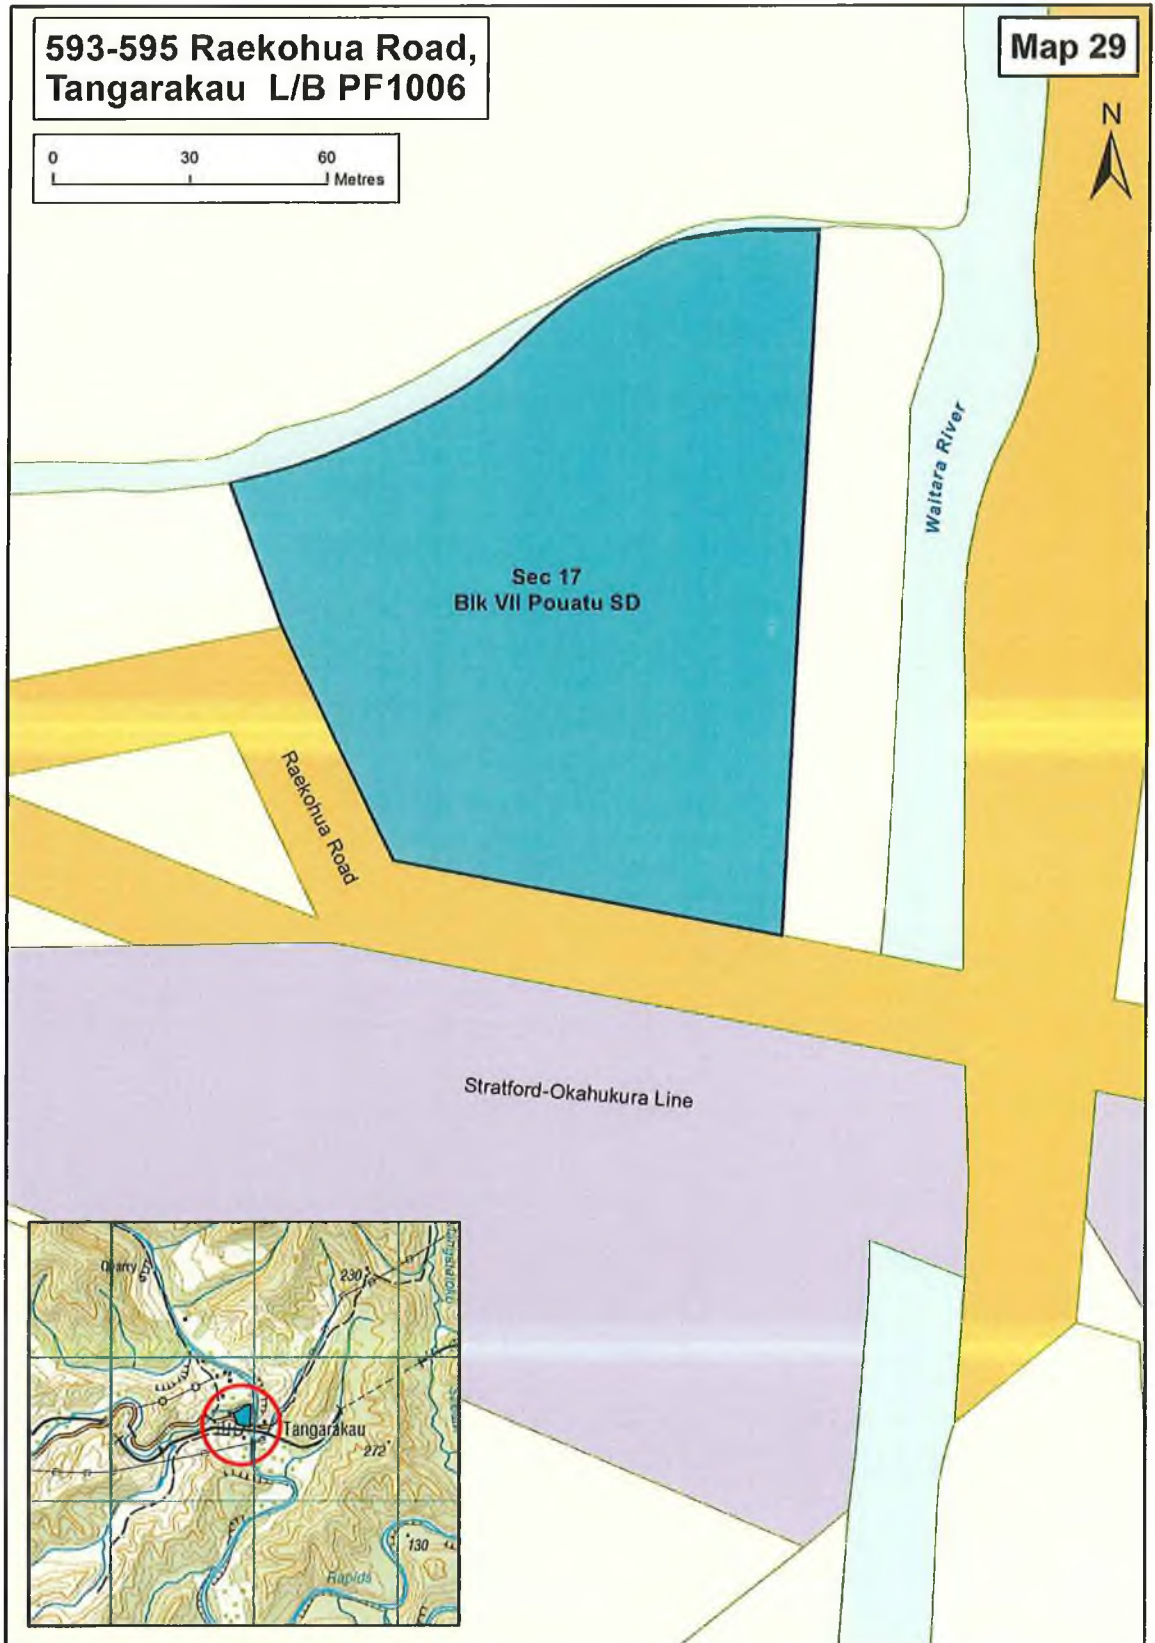 593-595 Raekohua Road,
Tangarakau L/B PF1006
Map 29
0 30 60
Metres
N
Waitara River
Sec 17
Blk VII Pouatu SD
Raekohua Road
Stratford-Okahukura Line
Quarry
230
Tangarakau
272
130
Rapids